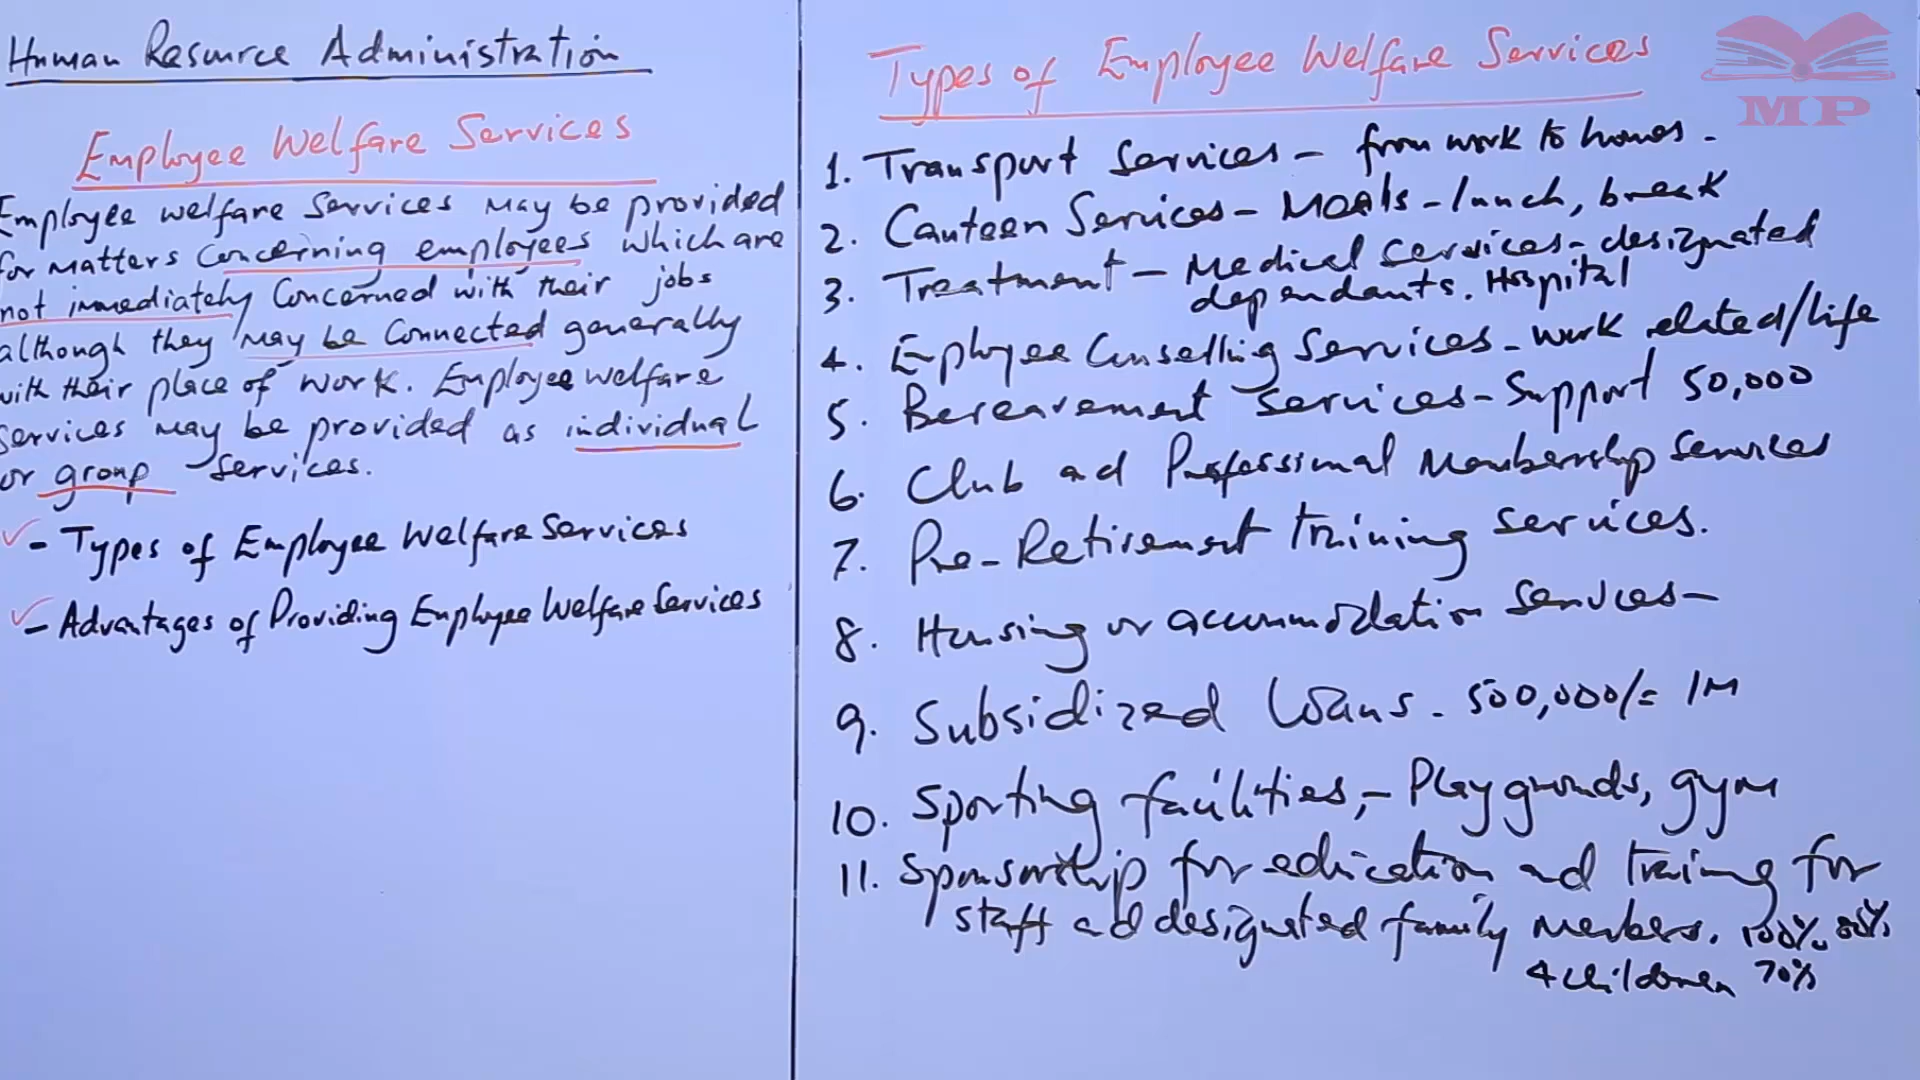 Human Resource Administration
Employee Welfare Services
Employee welfare services may be provided
for matters concerning employees which are
not immediately concerned with their jobs
although they may be connected generally
with their place of work. Employee welfare
services may be provided as individual
or group services.
- Types of Employee Welfare Services
- Advantages of Providing Employee Welfare Services
Types of Employee Welfare Services
1. Transport Services - from work to homes.
2. Canteen Services - Meals - lunch, break
3. Treatment - Medical services - designated
dependants. Hospital
4. Employee Counselling Services - work related/life
5. Bereavement services - Support 50,000
6. Club and Professional Membership Services
7. Pre-Retirement training services.
8. Housing or accommodation services -
9. Subsidized loans. 500,000/= 1M
10. Sporting facilities, - Playgrounds, gym
11. Sponsorship for education and training for
staff and designated family members. 100%
4 children 70%
MP